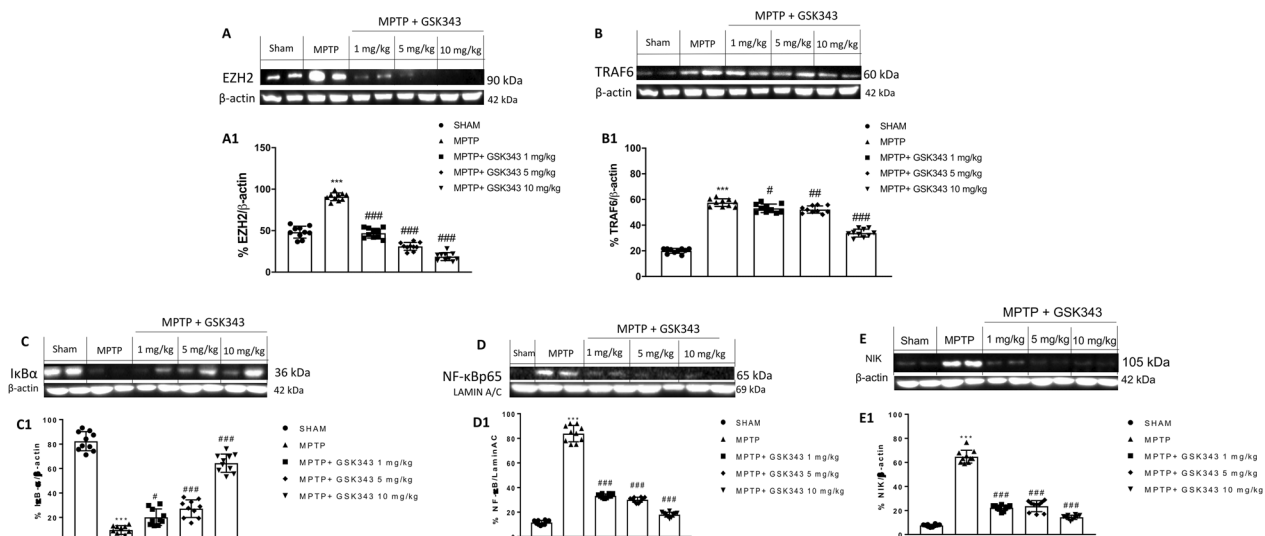 MPTP + GSK343
A
Sham MPTP 1 mg/kg 5 mg/kg 10 mg/kg
EZH2 90 kDa
β-actin 42 kDa
A1
SHAM
MPTP
MPTP+ GSK343 1 mg/kg
MPTP+ GSK343 5 mg/kg
MPTP+ GSK343 10 mg/kg
% EZH2/β-actin
150
100
50
0
***
###
###
###
MPTP + GSK343
B
Sham MPTP 1 mg/kg 5 mg/kg 10 mg/kg
TRAF6 60 kDa
β-actin 42 kDa
B1
SHAM
MPTP
MPTP+ GSK343 1 mg/kg
MPTP+ GSK343 5 mg/kg
MPTP+ GSK343 10 mg/kg
% TRAF6/β-actin
100
80
60
40
20
0
***
#
##
###
MPTP + GSK343
C
Sham MPTP 1 mg/kg 5 mg/kg 10 mg/kg
IκBα 36 kDa
β-actin 42 kDa
C1
SHAM
MPTP
MPTP+ GSK343 1 mg/kg
MPTP+ GSK343 5 mg/kg
MPTP+ GSK343 10 mg/kg
100
80
60
40
20
***
#
###
###
MPTP + GSK343
D
Sham MPTP 1 mg/kg 5 mg/kg 10 mg/kg
NF-κBp65 65 kDa
LAMIN A/C 69 kDa
D1
SHAM
MPTP
MPTP+ GSK343 1 mg/kg
MPTP+ GSK343 5 mg/kg
MPTP+ GSK343 10 mg/kg
100
80
60
40
20
0
***
###
###
###
MPTP + GSK343
E
Sham MPTP 1 mg/kg 5 mg/kg 10 mg/kg
NIK 105 kDa
β-actin 42 kDa
E1
SHAM
MPTP
MPTP+ GSK343 1 mg/kg
MPTP+ GSK343 5 mg/kg
MPTP+ GSK343 10 mg/kg
100
80
60
40
20
0
***
###
###
###